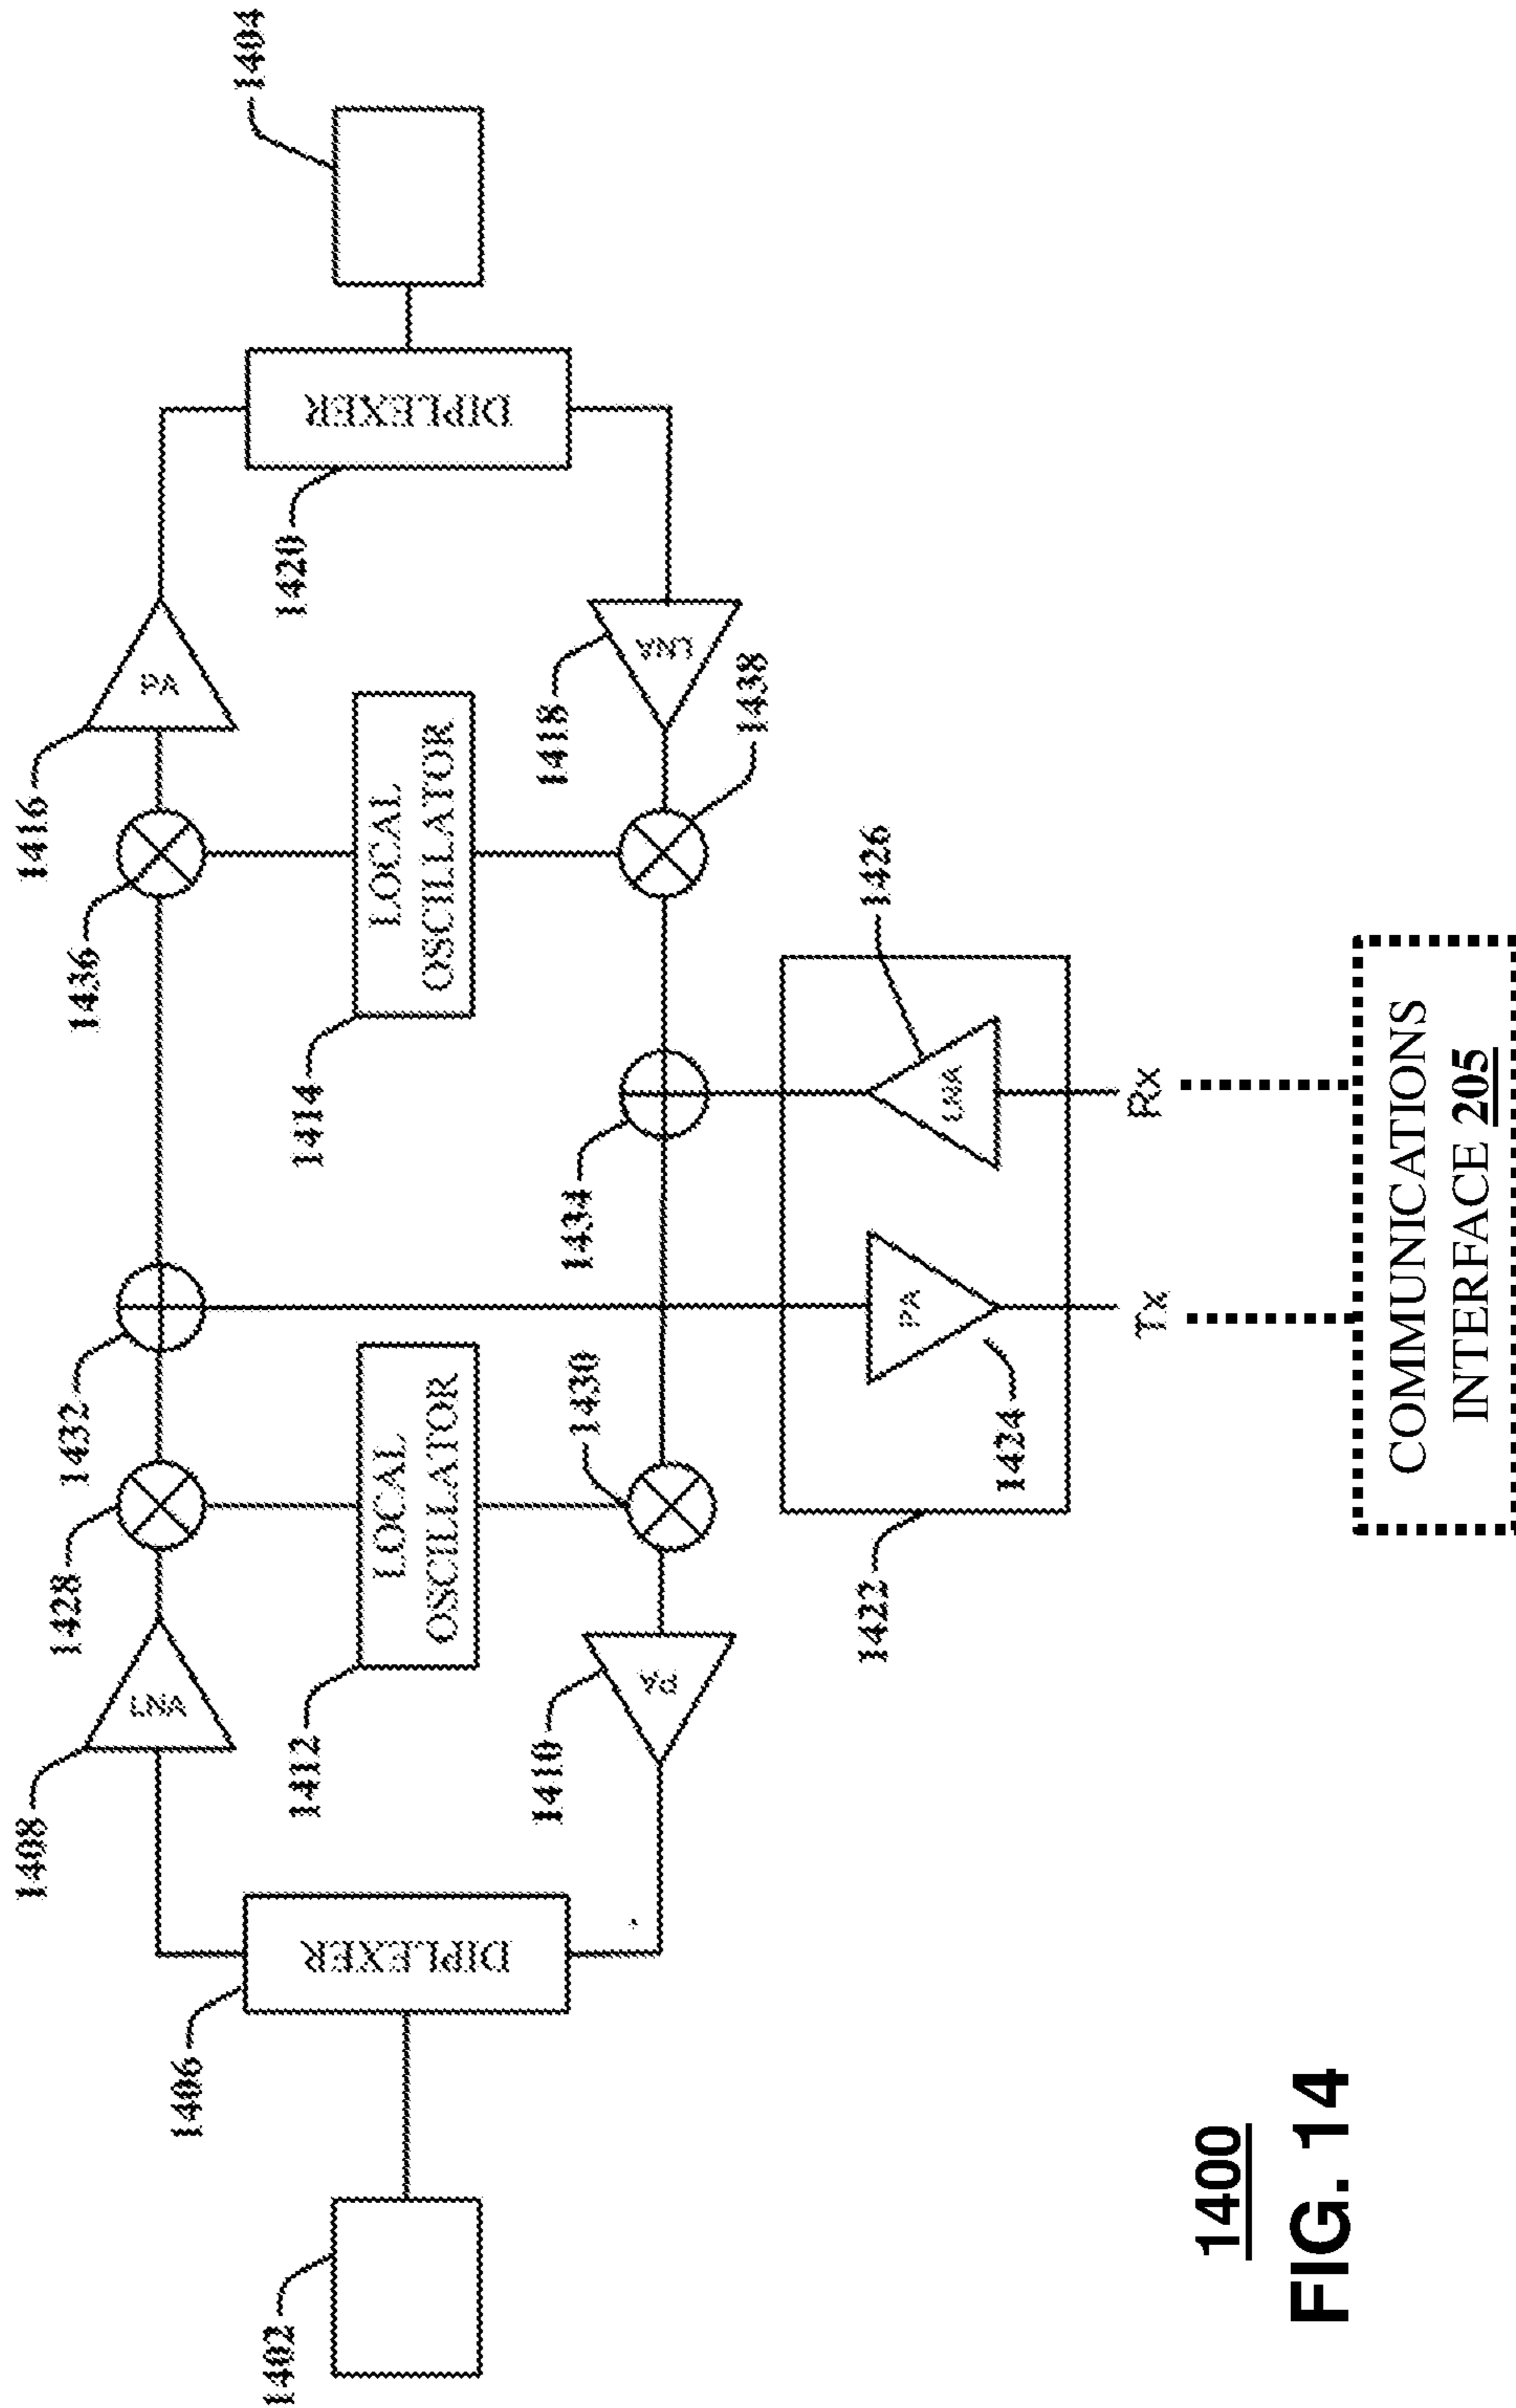 1404
1416
1436
PA
1420
DIPLEXER
1414
LOCAL
OSCILLATOR
1418
LNA
1438
1432
1434
1426
LNA
Rx
1428
1412
LOCAL
OSCILLATOR
1430
PA
1424
Tx
1422
COMMUNICATIONS
INTERFACE 205
1408
LNA
1410
PA
1406
DIPLEXER
1402
1400
FIG. 14